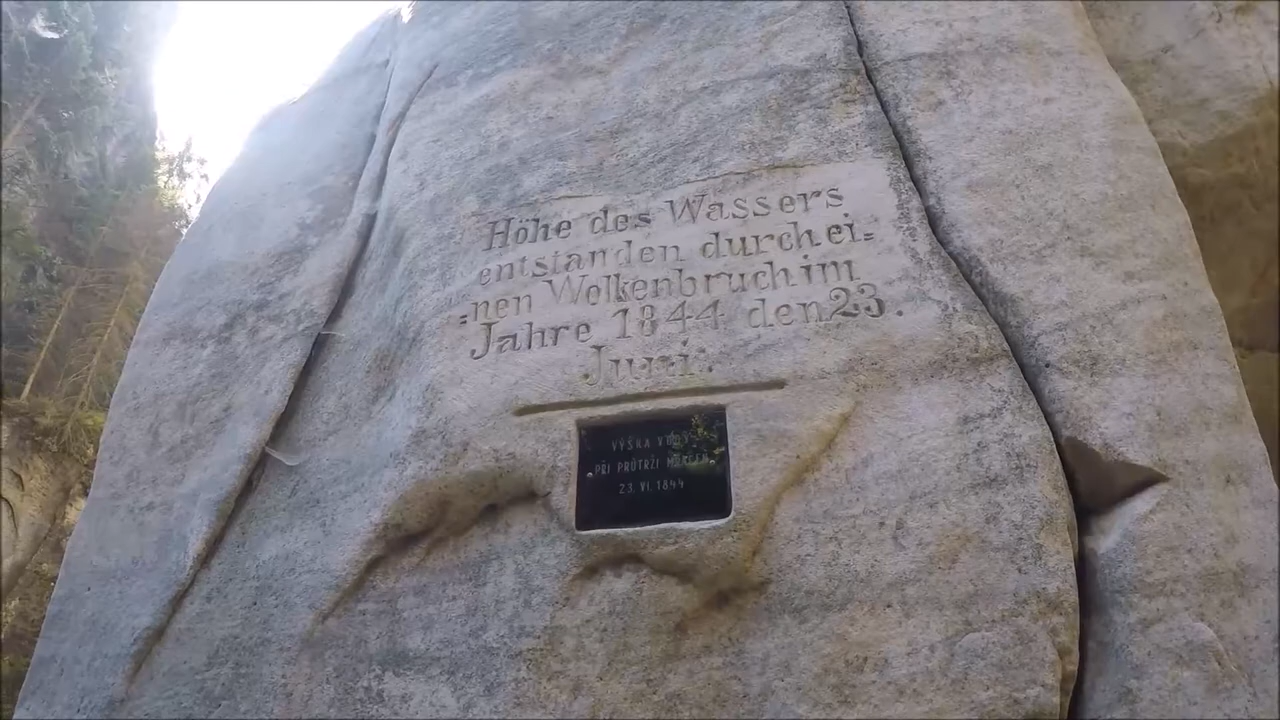 Höhe des Wassers
entstanden durch ei=
=nen Wolkenbruch im
Jahre 1844 den 23.
Juni.
VÝŠKA VODY
PŘI PRŮTRŽI MRAČEN
23. VI. 1844